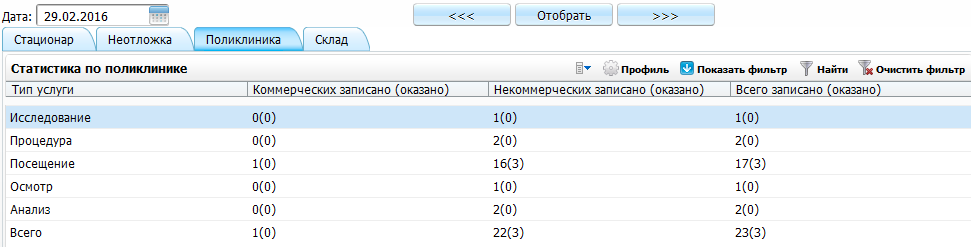 Дата: 29.02.2016 <<< Отобрать >>>
Стационар Неотложка Поликлиника Склад
Статистика по поликлинике Профиль Показать фильтр Найти Очистить фильтр
Тип услуги Коммерческих записано (оказано) Некоммерческих записано (оказано) Всего записано (оказано)
Исследование 0(0) 1(0) 1(0)
Процедура 0(0) 2(0) 2(0)
Посещение 1(0) 16(3) 17(3)
Осмотр 0(0) 1(0) 1(0)
Анализ 0(0) 2(0) 2(0)
Всего 1(0) 22(3) 23(3)